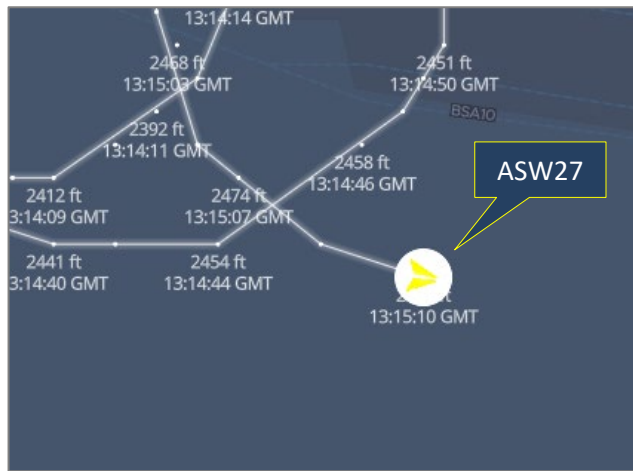 13:14:14 GMT
2468 ft
13:15:03 GMT
2451 ft
13:14:50 GMT
BSA10
2392 ft
13:14:11 GMT
2458 ft
13:14:46 GMT
ASW27
2412 ft
3:14:09 GMT
2474 ft
13:15:07 GMT
2441 ft
3:14:40 GMT
2454 ft
13:14:44 GMT
13:15:10 GMT